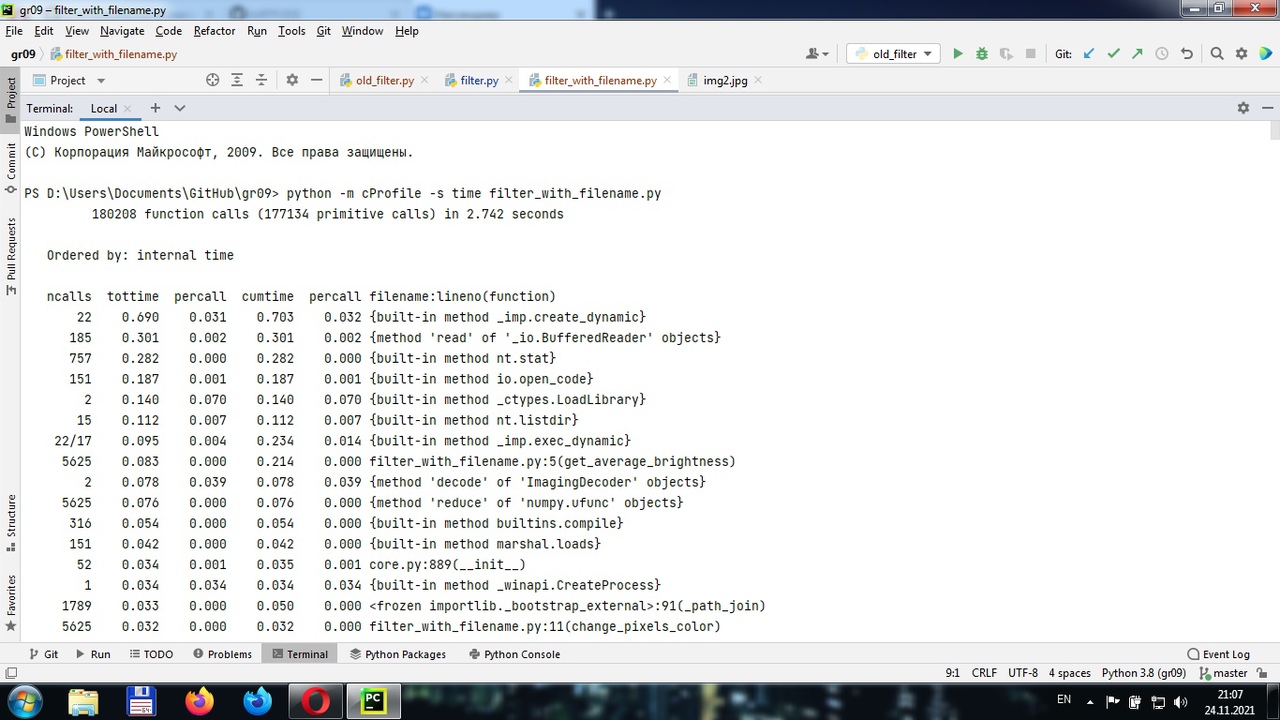 gr09 – filter_with_filename.py
File Edit View Navigate Code Refactor Run Tools Git Window Help
gr09 filter_with_filename.py old_filter Git:
Project old_filter.py filter.py filter_with_filename.py img2.jpg
Terminal: Local
Windows PowerShell
(C) Корпорация Майкрософт, 2009. Все права защищены.
PS D:\Users\Documents\GitHub\gr09> python -m cProfile -s time filter_with_filename.py
180208 function calls (177134 primitive calls) in 2.742 seconds
Ordered by: internal time
ncalls tottime percall cumtime percall filename:lineno(function)
22 0.690 0.031 0.703 0.032 {built-in method _imp.create_dynamic}
185 0.301 0.002 0.301 0.002 {method 'read' of '_io.BufferedReader' objects}
757 0.282 0.000 0.282 0.000 {built-in method nt.stat}
151 0.187 0.001 0.187 0.001 {built-in method io.open_code}
2 0.140 0.070 0.140 0.070 {built-in method _ctypes.LoadLibrary}
15 0.112 0.007 0.112 0.007 {built-in method nt.listdir}
22/17 0.095 0.004 0.234 0.014 {built-in method _imp.exec_dynamic}
5625 0.083 0.000 0.214 0.000 filter_with_filename.py:5(get_average_brightness)
2 0.078 0.039 0.078 0.039 {method 'decode' of 'ImagingDecoder' objects}
5625 0.076 0.000 0.076 0.000 {method 'reduce' of 'numpy.ufunc' objects}
316 0.054 0.000 0.054 0.000 {built-in method builtins.compile}
151 0.042 0.000 0.042 0.000 {built-in method marshal.loads}
52 0.034 0.001 0.035 0.001 core.py:889(__init__)
1 0.034 0.034 0.034 0.034 {built-in method _winapi.CreateProcess}
1789 0.033 0.000 0.050 0.000 <frozen importlib._bootstrap_external>:91(_path_join)
5625 0.032 0.000 0.032 0.000 filter_with_filename.py:11(change_pixels_color)
Project
Commit
Pull Requests
Structure
Favorites
Git Run TODO Problems Terminal Python Packages Python Console Event Log
9:1 CRLF UTF-8 4 spaces Python 3.8 (gr09) master
PC EN 21:07
24.11.2021